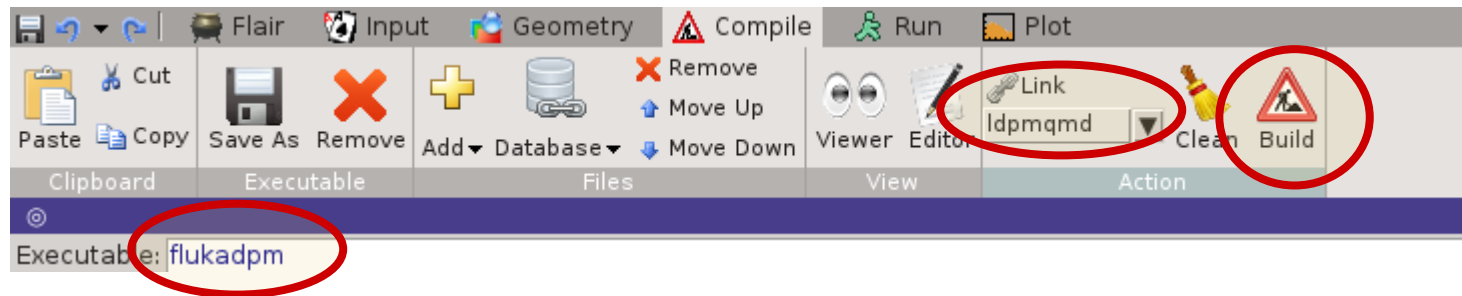 Flair Input Geometry Compile Run Plot
Cut Remove Link
Move Up ldpmqmd
Paste Copy Save As Remove Add Database Move Down Viewer Editor Clean Build
Clipboard Executable Files View Action
Executable: flukadpm